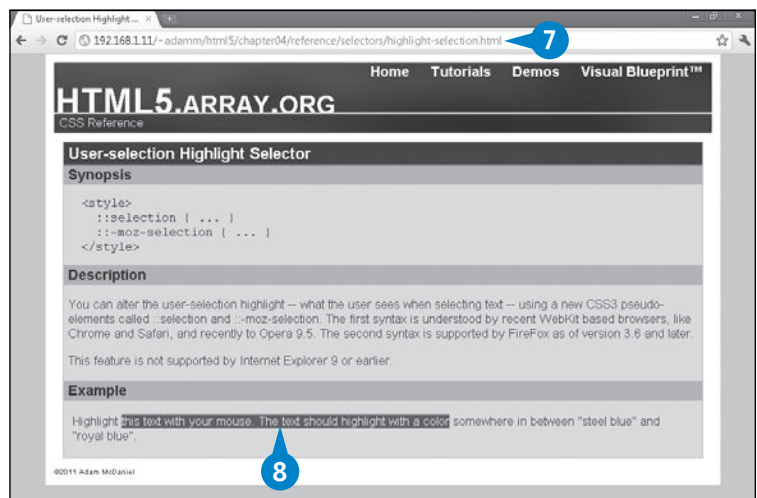 User-selection Highlight ...
192.168.1.11/~adamm/html5/chapter04/reference/selectors/highlight-selection.html
7
Home Tutorials Demos Visual Blueprint™
HTML5.ARRAY.ORG
CSS Reference
User-selection Highlight Selector
Synopsis
<style>
::selection { ... }
::-moz-selection { ... }
</style>
Description
You can alter the user-selection highlight -- what the user sees when selecting text -- using a new CSS3 pseudo-
elements called ::selection and ::-moz-selection. The first syntax is understood by recent WebKit based browsers, like
Chrome and Safari, and recently to Opera 9.5. The second syntax is supported by FireFox as of version 3.6 and later.
This feature is not supported by Internet Explorer 9 or earlier.
Example
Highlight this text with your mouse. The text should highlight with a color somewhere in between "steel blue" and
"royal blue".
8
©2011 Adam McDaniel